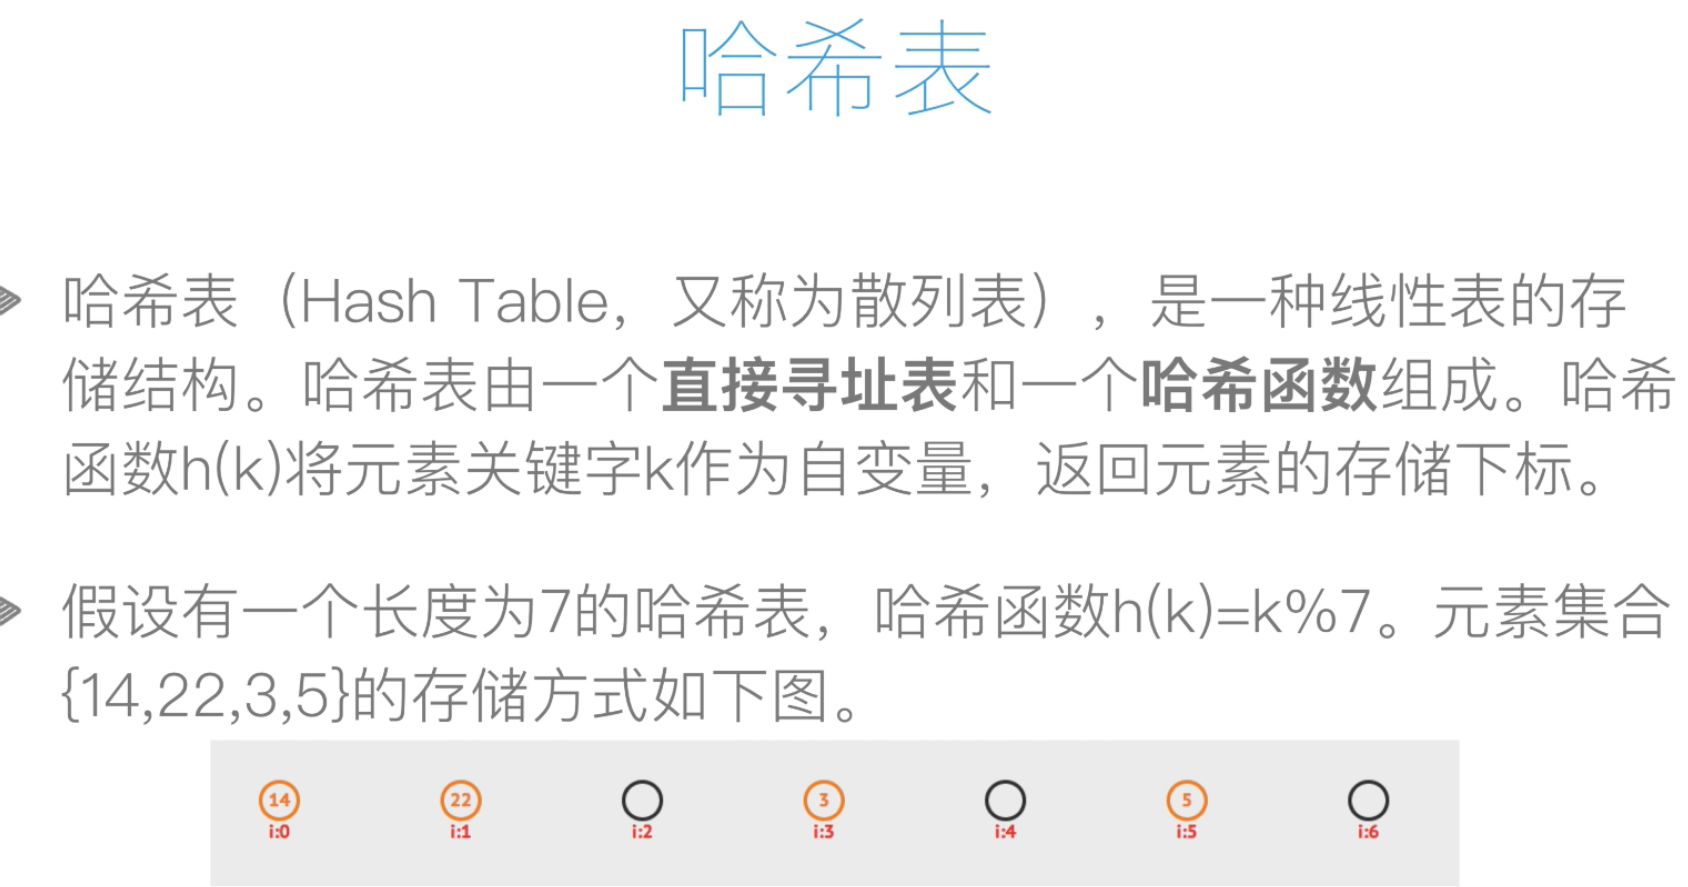 哈希表
哈希表（Hash Table，又称为散列表），是一种线性表的存
储结构。哈希表由一个直接寻址表和一个哈希函数组成。哈希
函数h(k)将元素关键字k作为自变量，返回元素的存储下标。
假设有一个长度为7的哈希表，哈希函数h(k)=k%7。元素集合
{14,22,3,5}的存储方式如下图。
14 22 3 5
i:0 i:1 i:2 i:3 i:4 i:5 i:6